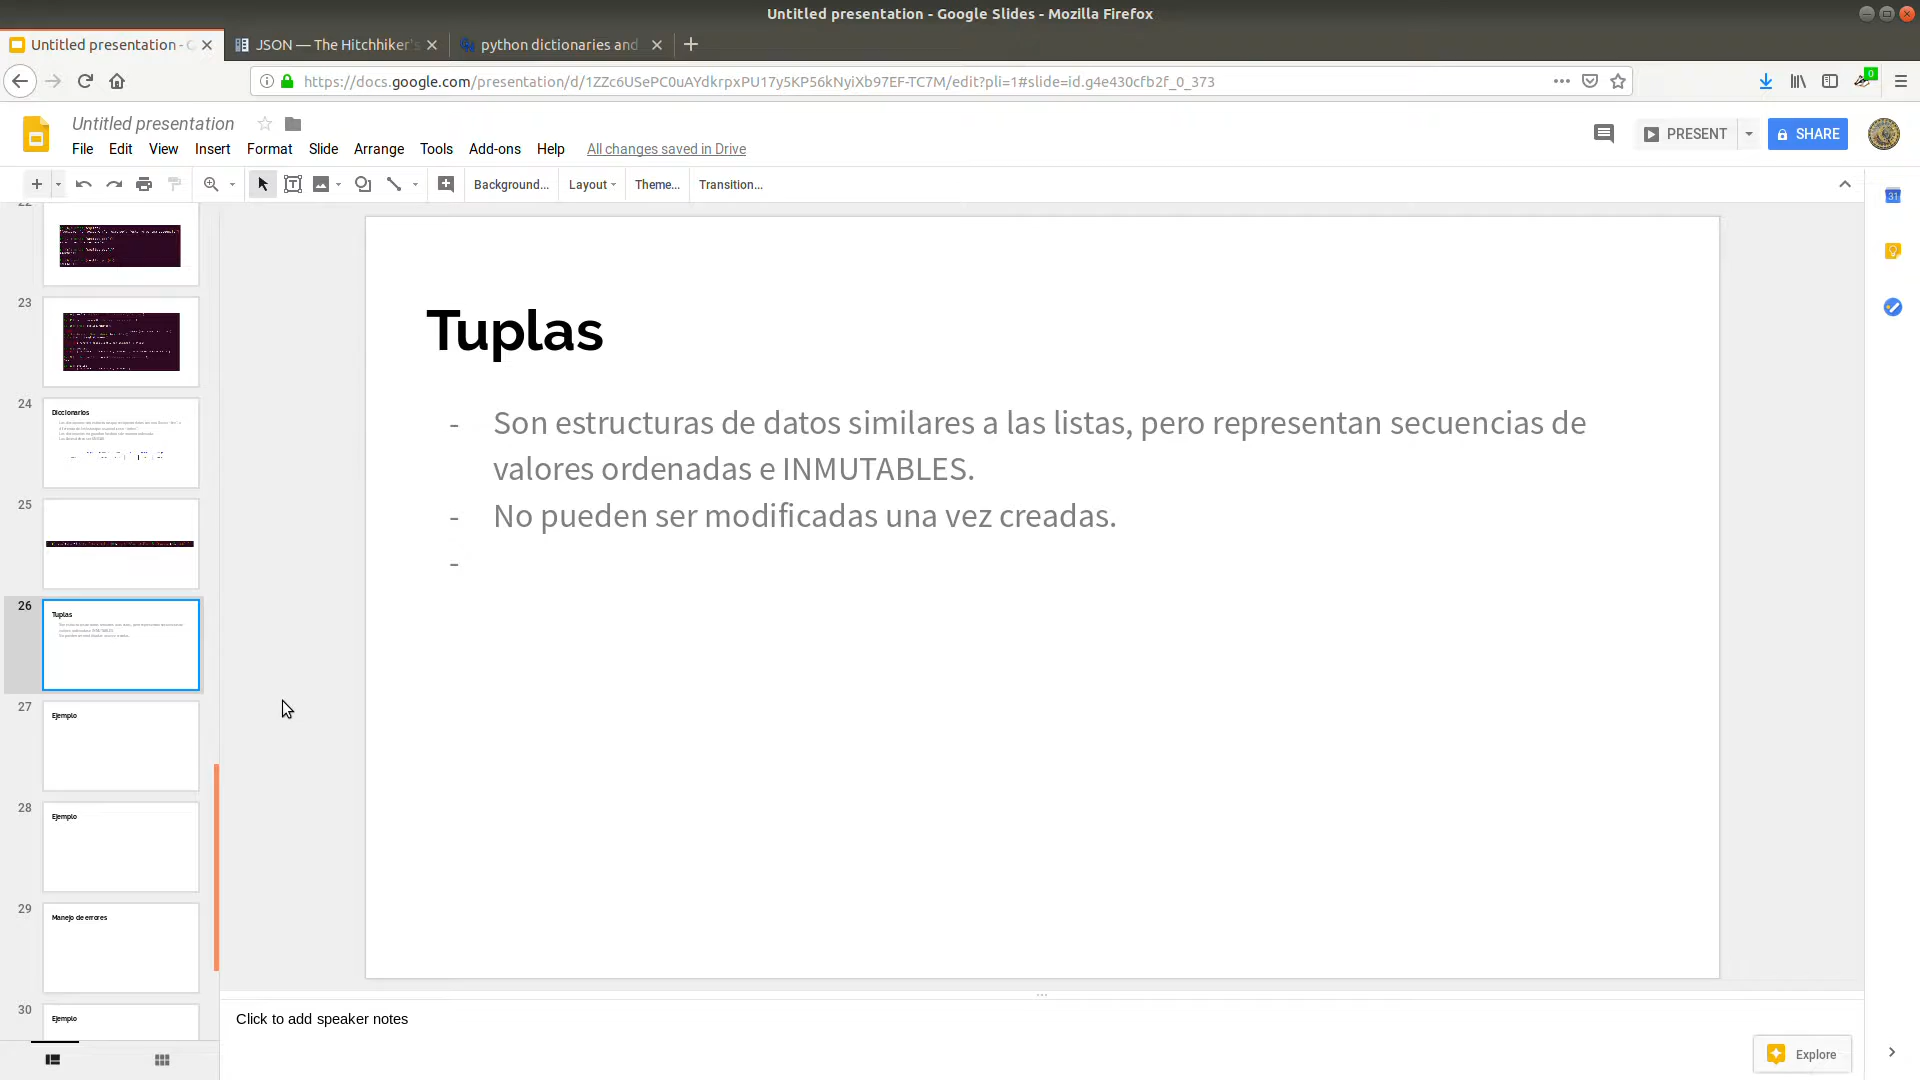 Untitled presentation - Google Slides - Mozilla Firefox
Untitled presentation - G
JSON — The Hitchhiker's
python dictionaries and
https://docs.google.com/presentation/d/1ZZc6USePC0uAYdkrpxPU17y5KP56kNyiXb97EF-TC7M/edit?pli=1#slide=id.g4e430cfb2f_0_373
0
Untitled presentation
File Edit View Insert Format Slide Arrange Tools Add-ons Help All changes saved in Drive
PRESENT
SHARE
Background... Layout Theme... Transition...
31
22
23
24
Diccionarios
25
26
Tuplas
27
Ejemplo
28
Ejemplo
29
Manejo de errores
30
Ejemplo
Tuplas
- Son estructuras de datos similares a las listas, pero representan secuencias de
valores ordenadas e INMUTABLES.
- No pueden ser modificadas una vez creadas.
-
Click to add speaker notes
Explore